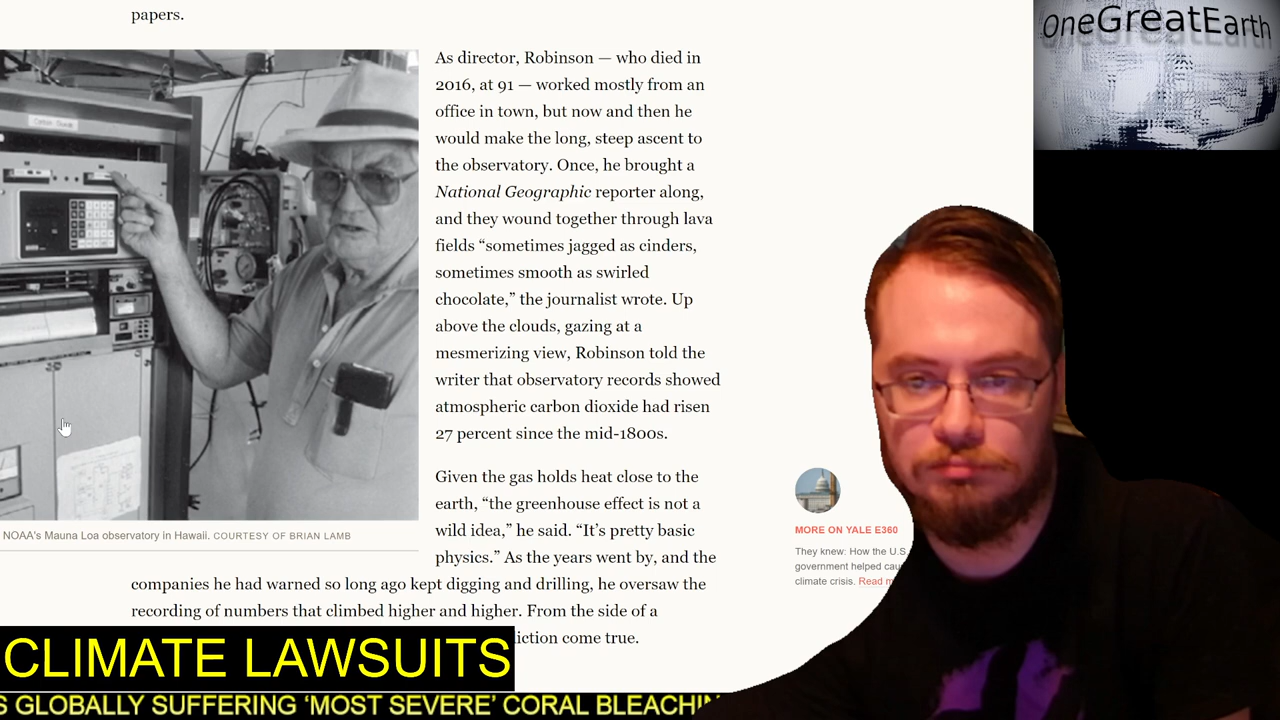 papers.
OneGreatEarth
As director, Robinson — who died in
2016, at 91 — worked mostly from an
office in town, but now and then he
would make the long, steep ascent to
the observatory. Once, he brought a
National Geographic reporter along,
and they wound together through lava
fields “sometimes jagged as cinders,
sometimes smooth as swirled
chocolate,” the journalist wrote. Up
above the clouds, gazing at a
mesmerizing view, Robinson told the
writer that observatory records showed
atmospheric carbon dioxide had risen
27 percent since the mid-1800s.
Given the gas holds heat close to the
earth, “the greenhouse effect is not a
wild idea,” he said. “It’s pretty basic
physics.” As the years went by, and the
companies he had warned so long ago kept digging and drilling, he oversaw the
recording of numbers that climbed higher and higher. From the side of a
diction come true.
NOAA's Mauna Loa observatory in Hawaii. COURTESY OF BRIAN LAMB
MORE ON YALE E360
They knew: How the U.S.
government helped cau
climate crisis. Read m
CLIMATE LAWSUITS
S GLOBALLY SUFFERING ‘MOST SEVERE’ CORAL BLEACHIN